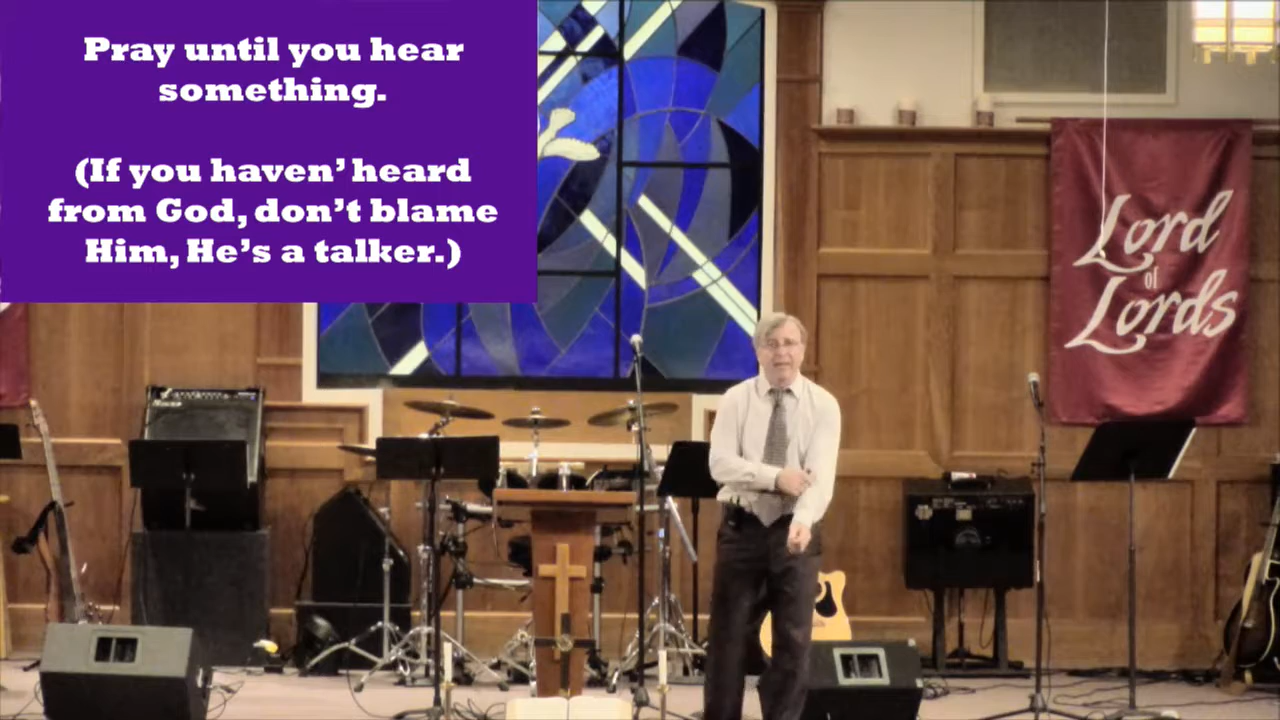 Pray until you hear
something.
(If you haven’ heard
from God, don’t blame
Him, He’s a talker.)
Lord
of
Lords